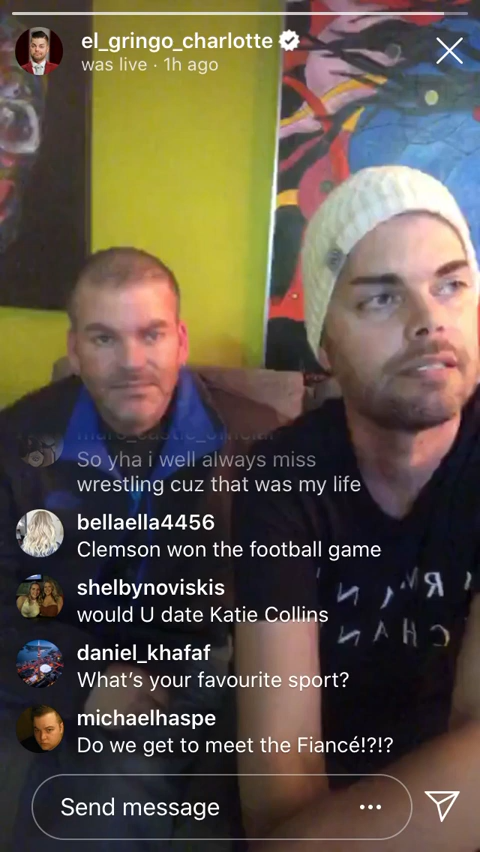 el_gringo_charlotte
was live · 1h ago
So yha i well always miss
wrestling cuz that was my life
bellaella4456
Clemson won the football game
shelbynoviskis
would U date Katie Collins
daniel_khafaf
What's your favourite sport?
michaelhaspe
Do we get to meet the Fiancé!?!?
Send message